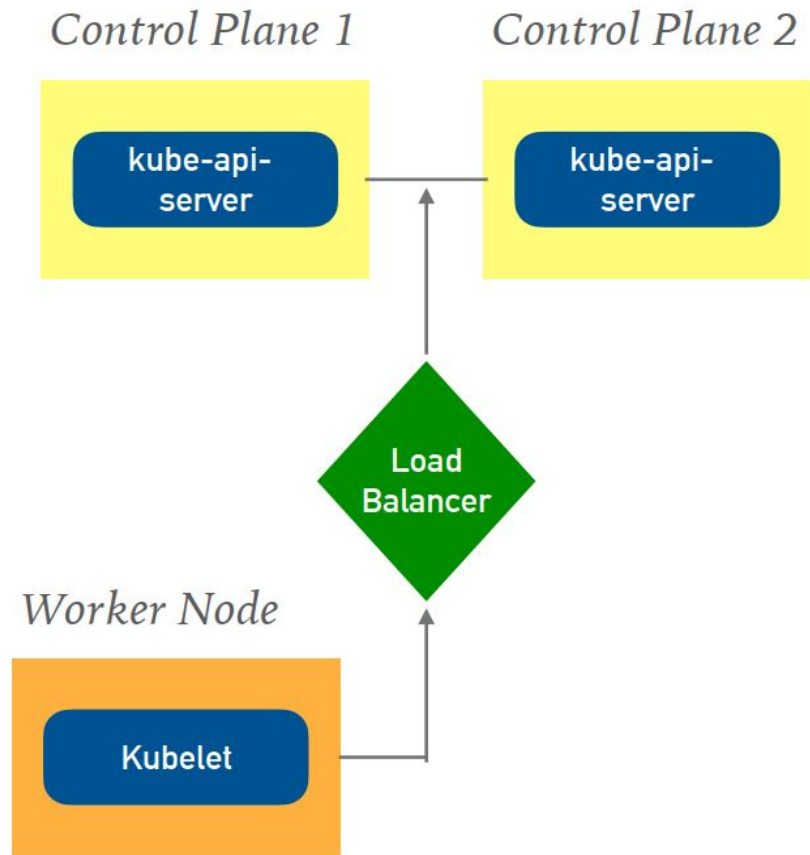 Control Plane 1
Control Plane 2
kube-api-
server
kube-api-
server
Load
Balancer
Worker Node
Kubelet